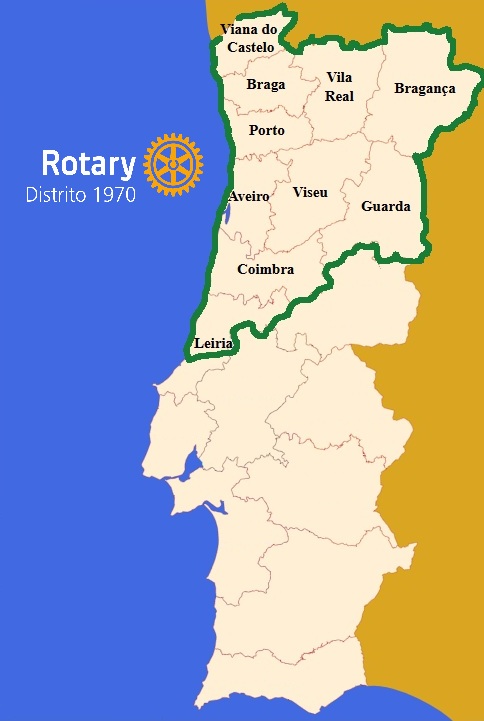 Viana do
Castelo
Braga
Vila
Real
Bragança
Porto
Rotary
Distrito 1970
Aveiro
Viseu
Guarda
Coimbra
Leiria